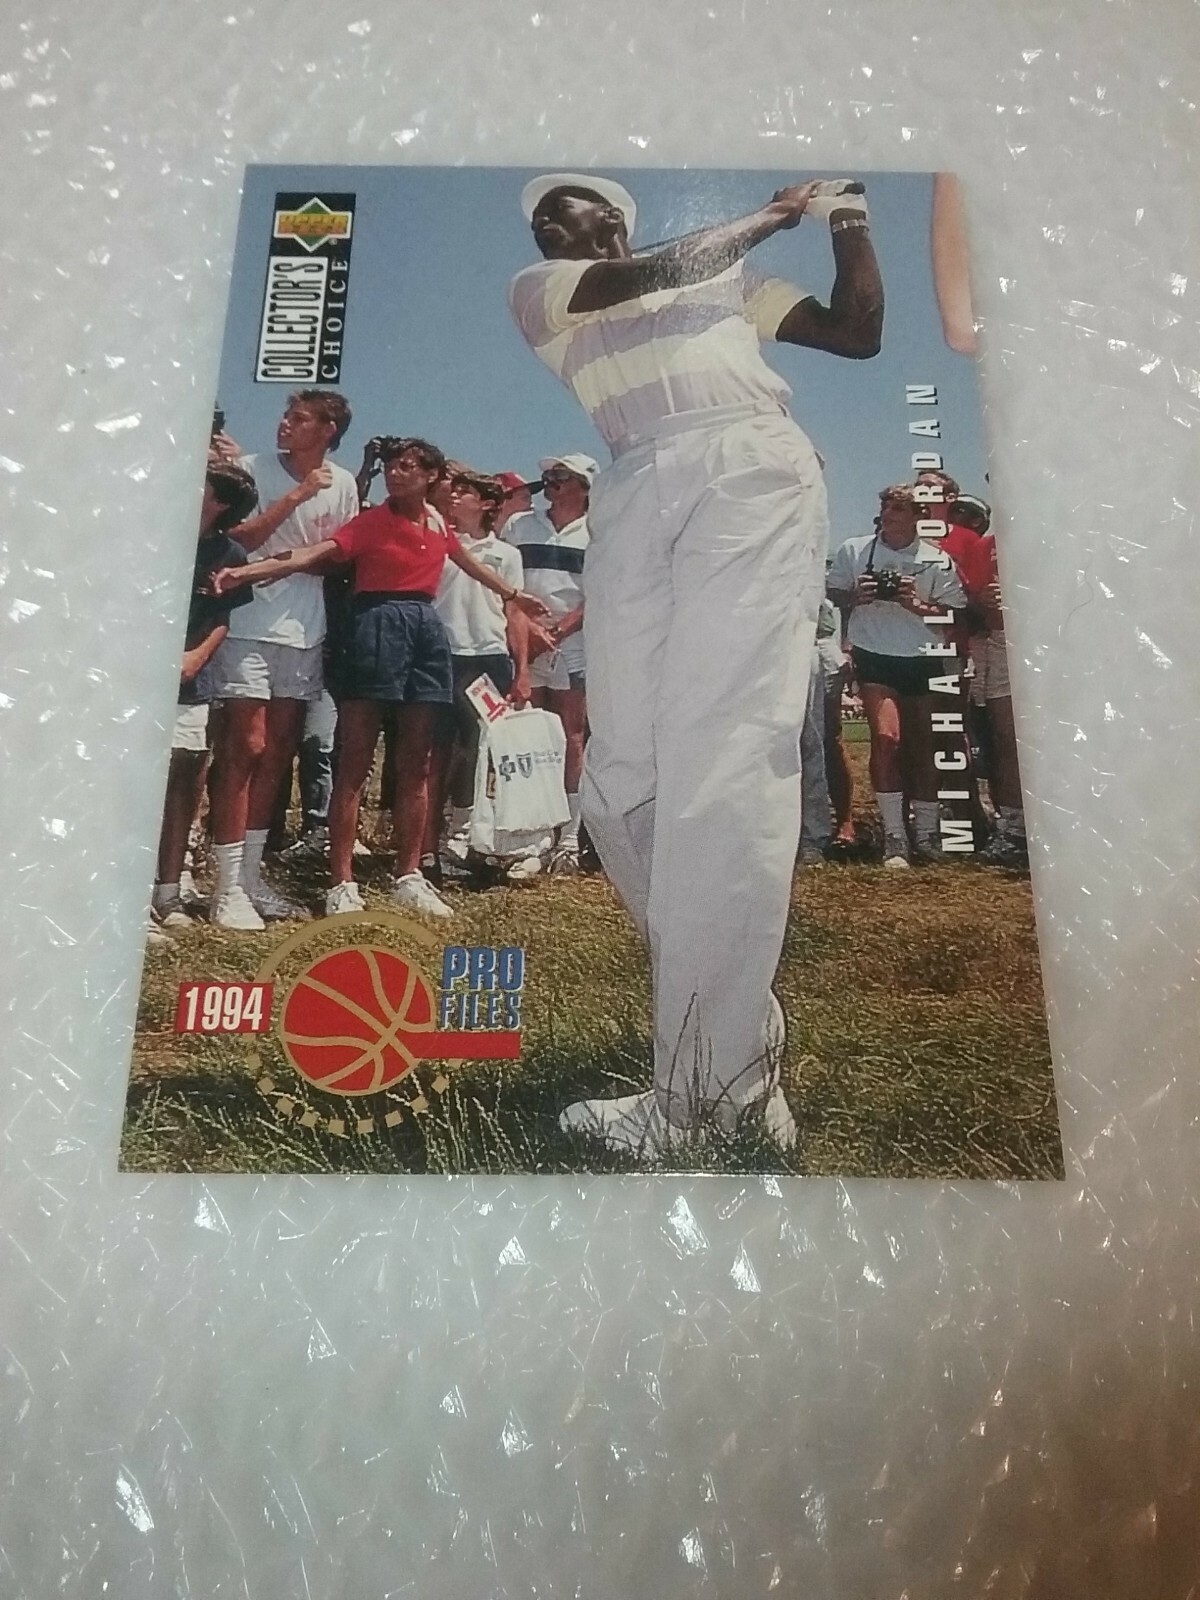 UPPER
DECK
COLLECTOR'S
CHOICE
MICHAEL JORDAN
1994
PRO
FILES